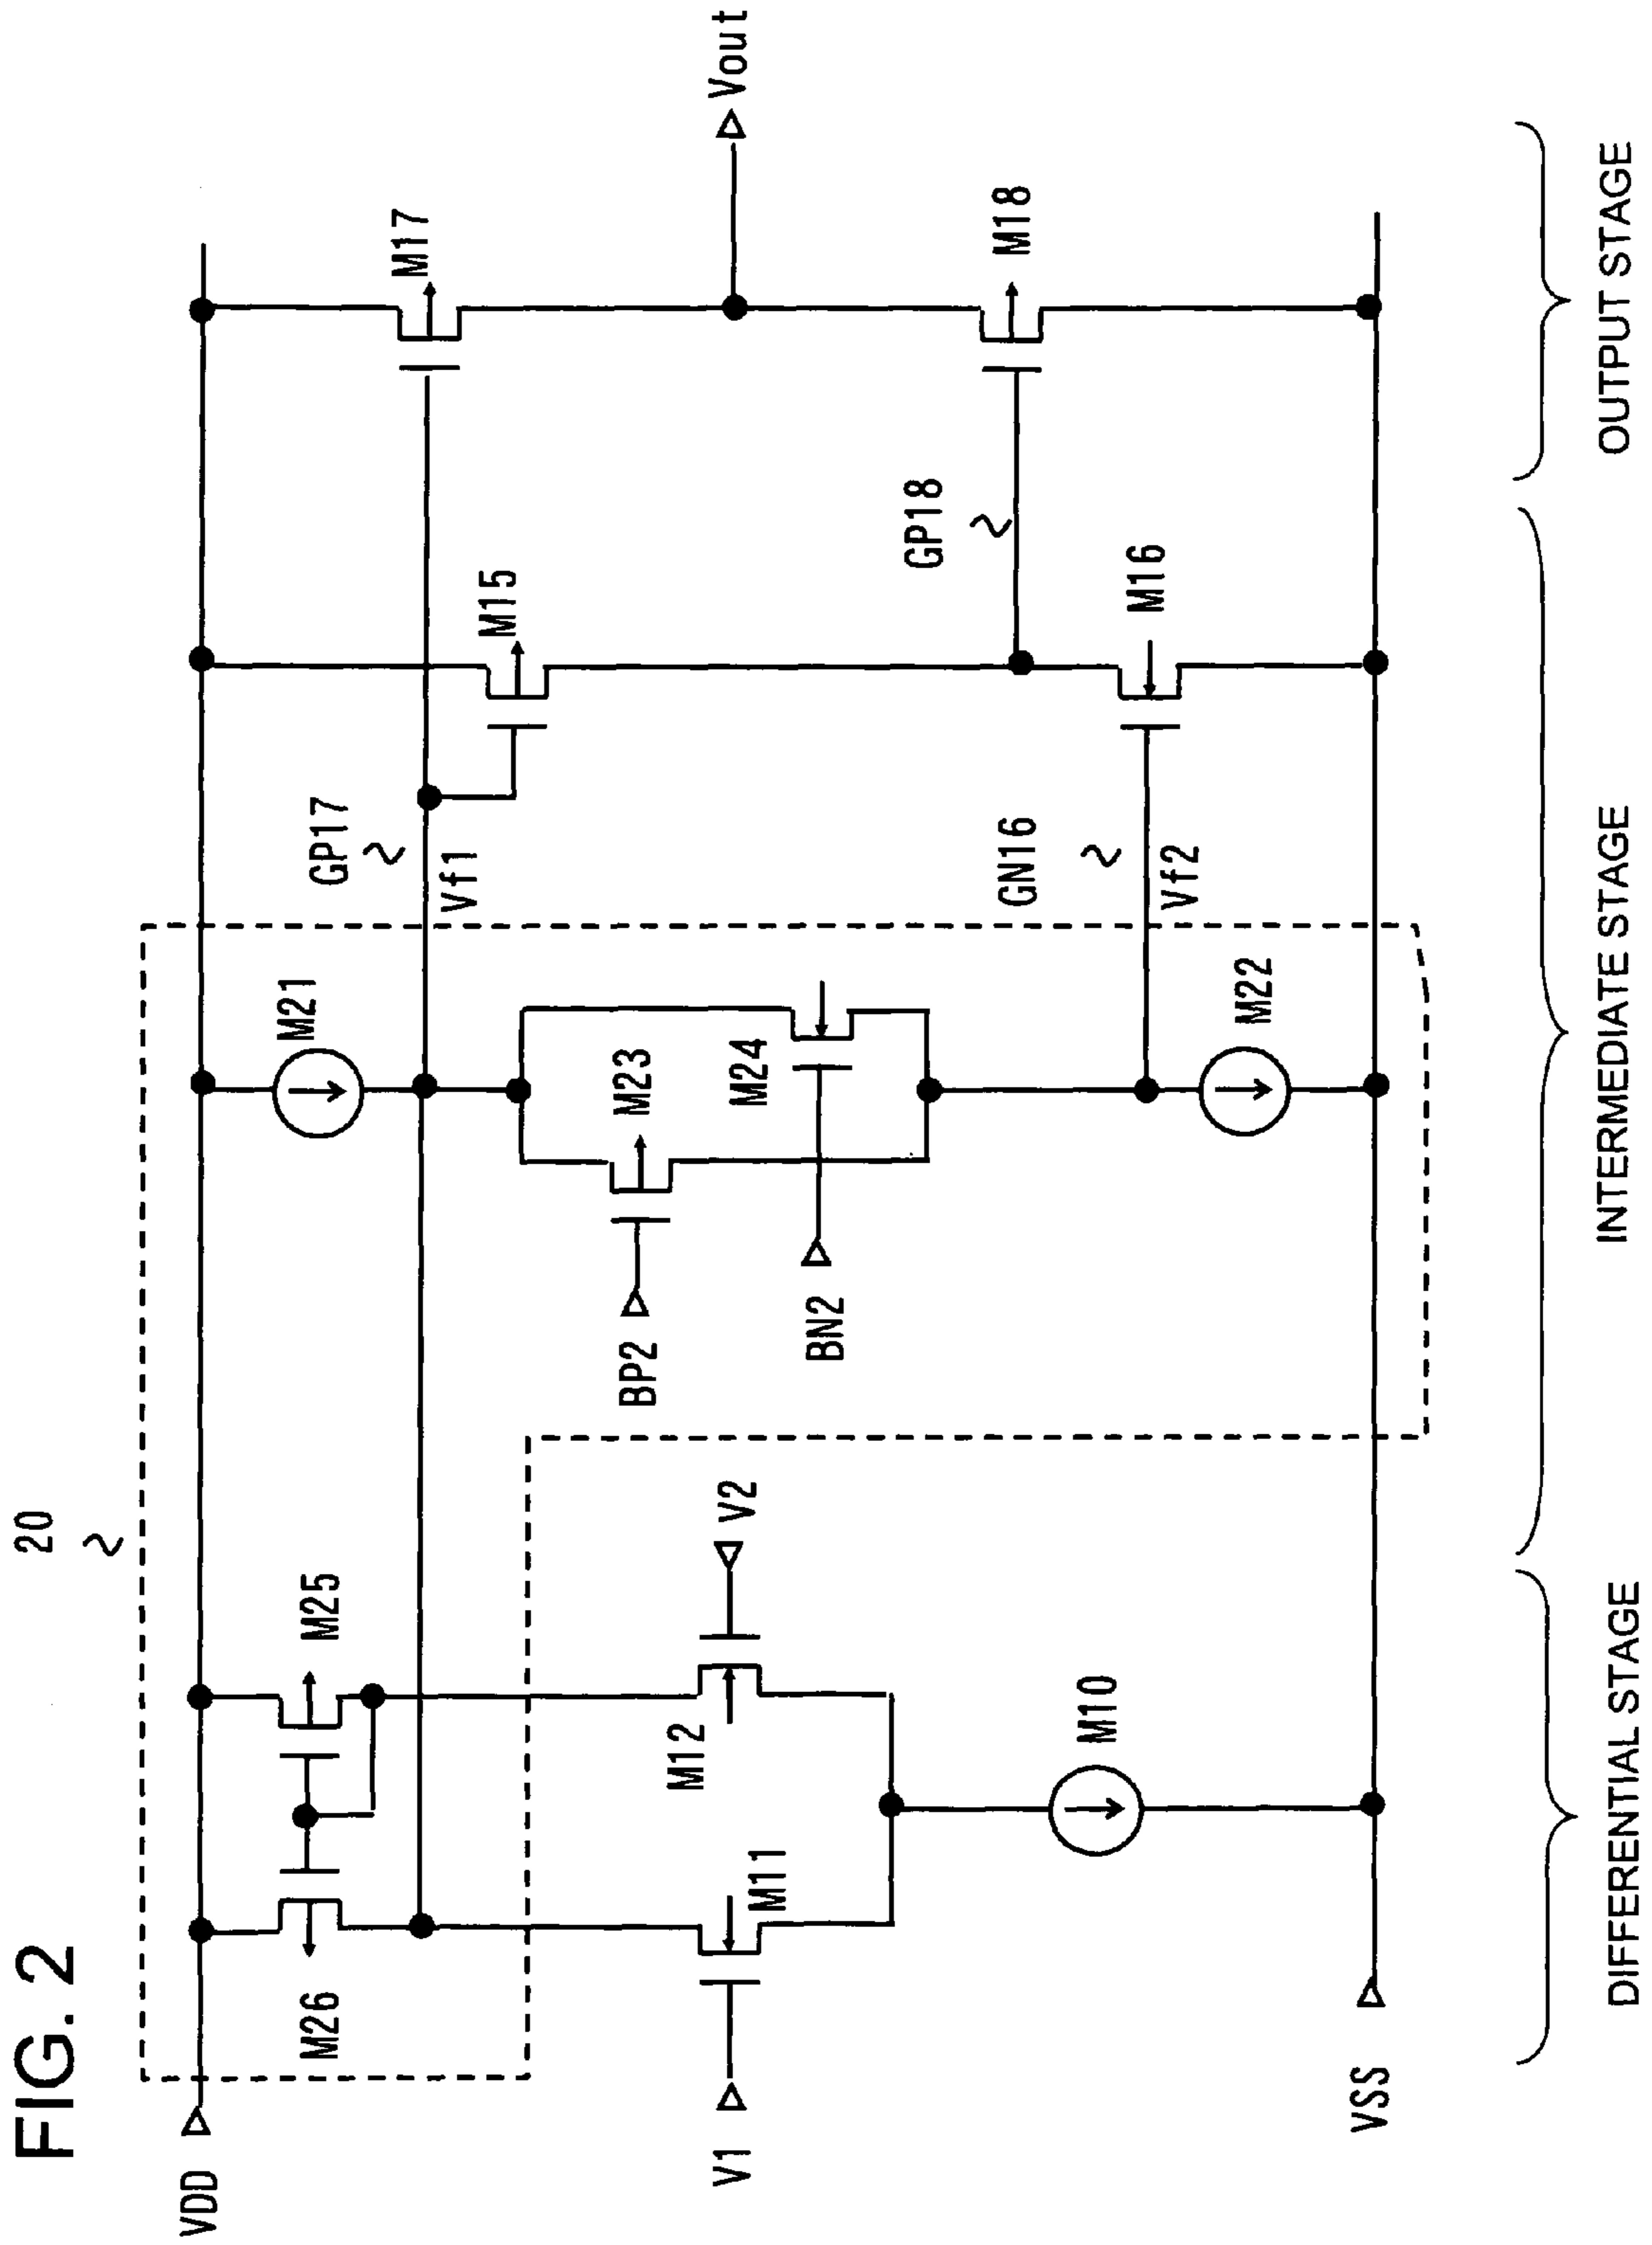 FIG. 2
20
VDD
M26
M25
M21
GP17
Vf1
M15
M17
V1
M11
M12
V2
BP2
M23
BN2
M24
GN16
Vf2
GP18
M16
M18
Vout
M10
M22
VSS
DIFFERENTIAL STAGE
INTERMEDIATE STAGE
OUTPUT STAGE